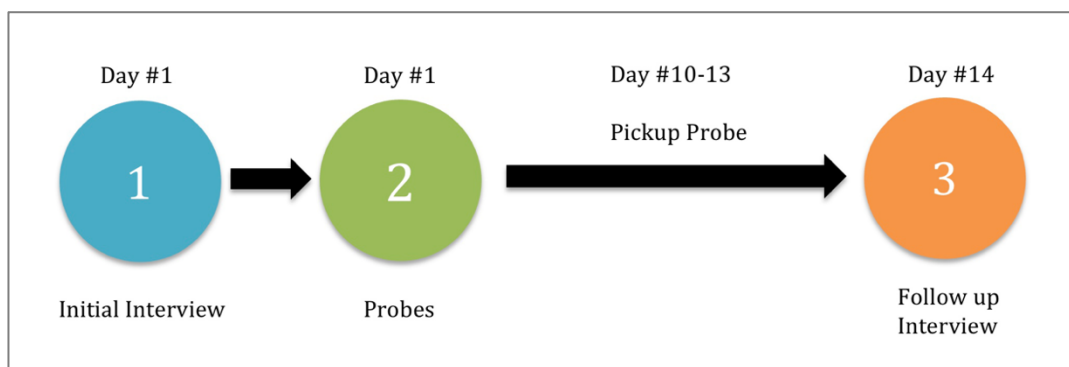 Day #1
1
Initial Interview
Day #1
2
Probes
Day #10-13
Pickup Probe
Day #14
3
Follow up
Interview